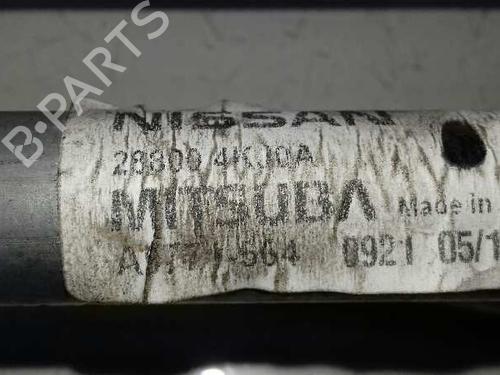 NISSAN
28800 4KJ0A
MITSUBA Made in
0921 05/1
B-PARTS